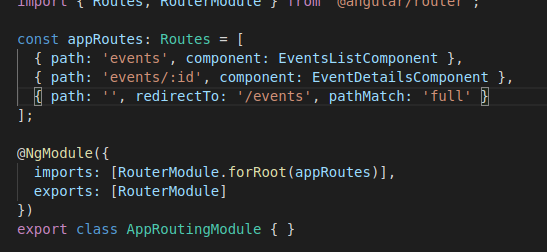 import { Routes, RouterModule } from '@angular/router';
const appRoutes: Routes = [
{ path: 'events', component: EventsListComponent },
{ path: 'events/:id', component: EventDetailsComponent },
{ path: '', redirectTo: '/events', pathMatch: 'full' }
];
@NgModule({
imports: [RouterModule.forRoot(appRoutes)],
exports: [RouterModule]
})
export class AppRoutingModule { }